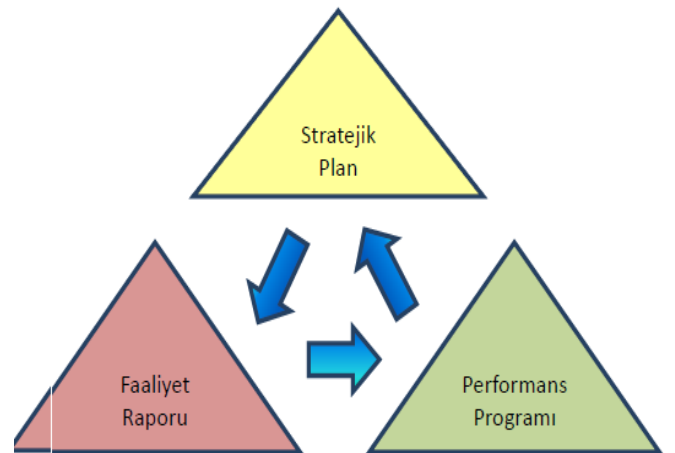 Stratejik
Plan
Faaliyet
Raporu
Performans
Programı